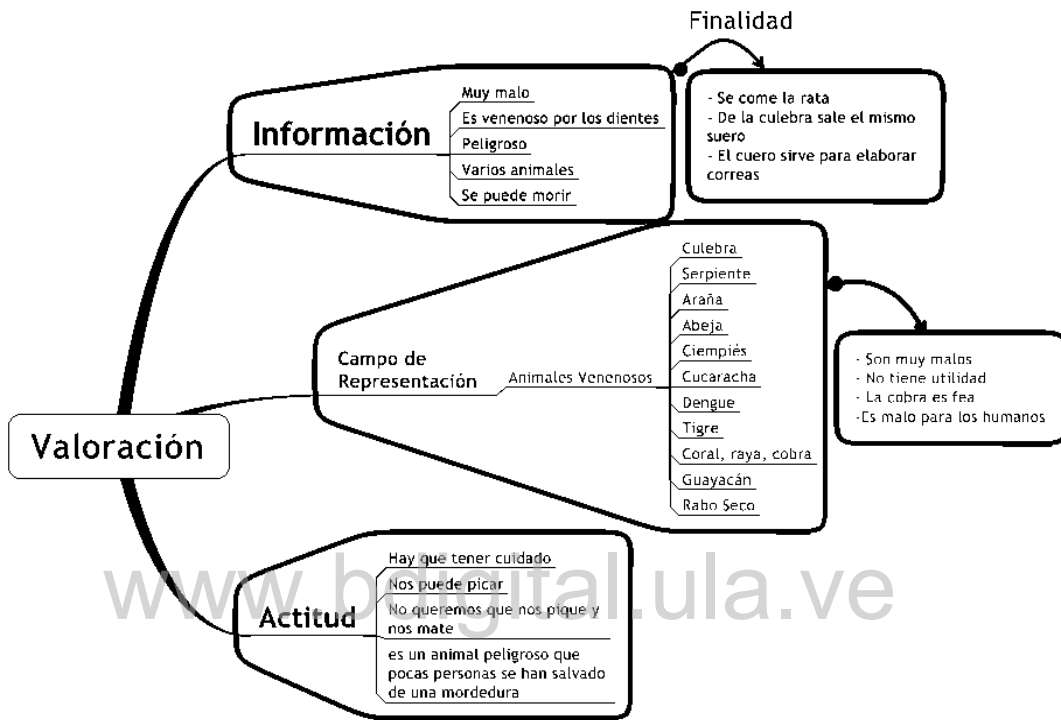 Finalidad
Muy malo
Es venenoso por los dientes
Información
Peligroso
Varios animales
Se puede morir
- Se come la rata
- De la culebra sale el mismo
suero
- El cuero sirve para elaborar
correas
Culebra
Serpiente
Araña
Abeja
Ciempiés
Campo de
Representación
Animales Venenosos
Cucaracha
Dengue
Tigre
Coral, raya, cobra
Guayacán
Rabo Seco
- Son muy malos
- No tiene utilidad
- La cobra es fea
-Es malo para los humanos
Valoración
Hay que tener cuidado
Nos puede picar
Actitud
No queremos que nos pique y
nos mate
es un animal peligroso que
pocas personas se han salvado
de una mordedura
www.bdigital.ula.ve